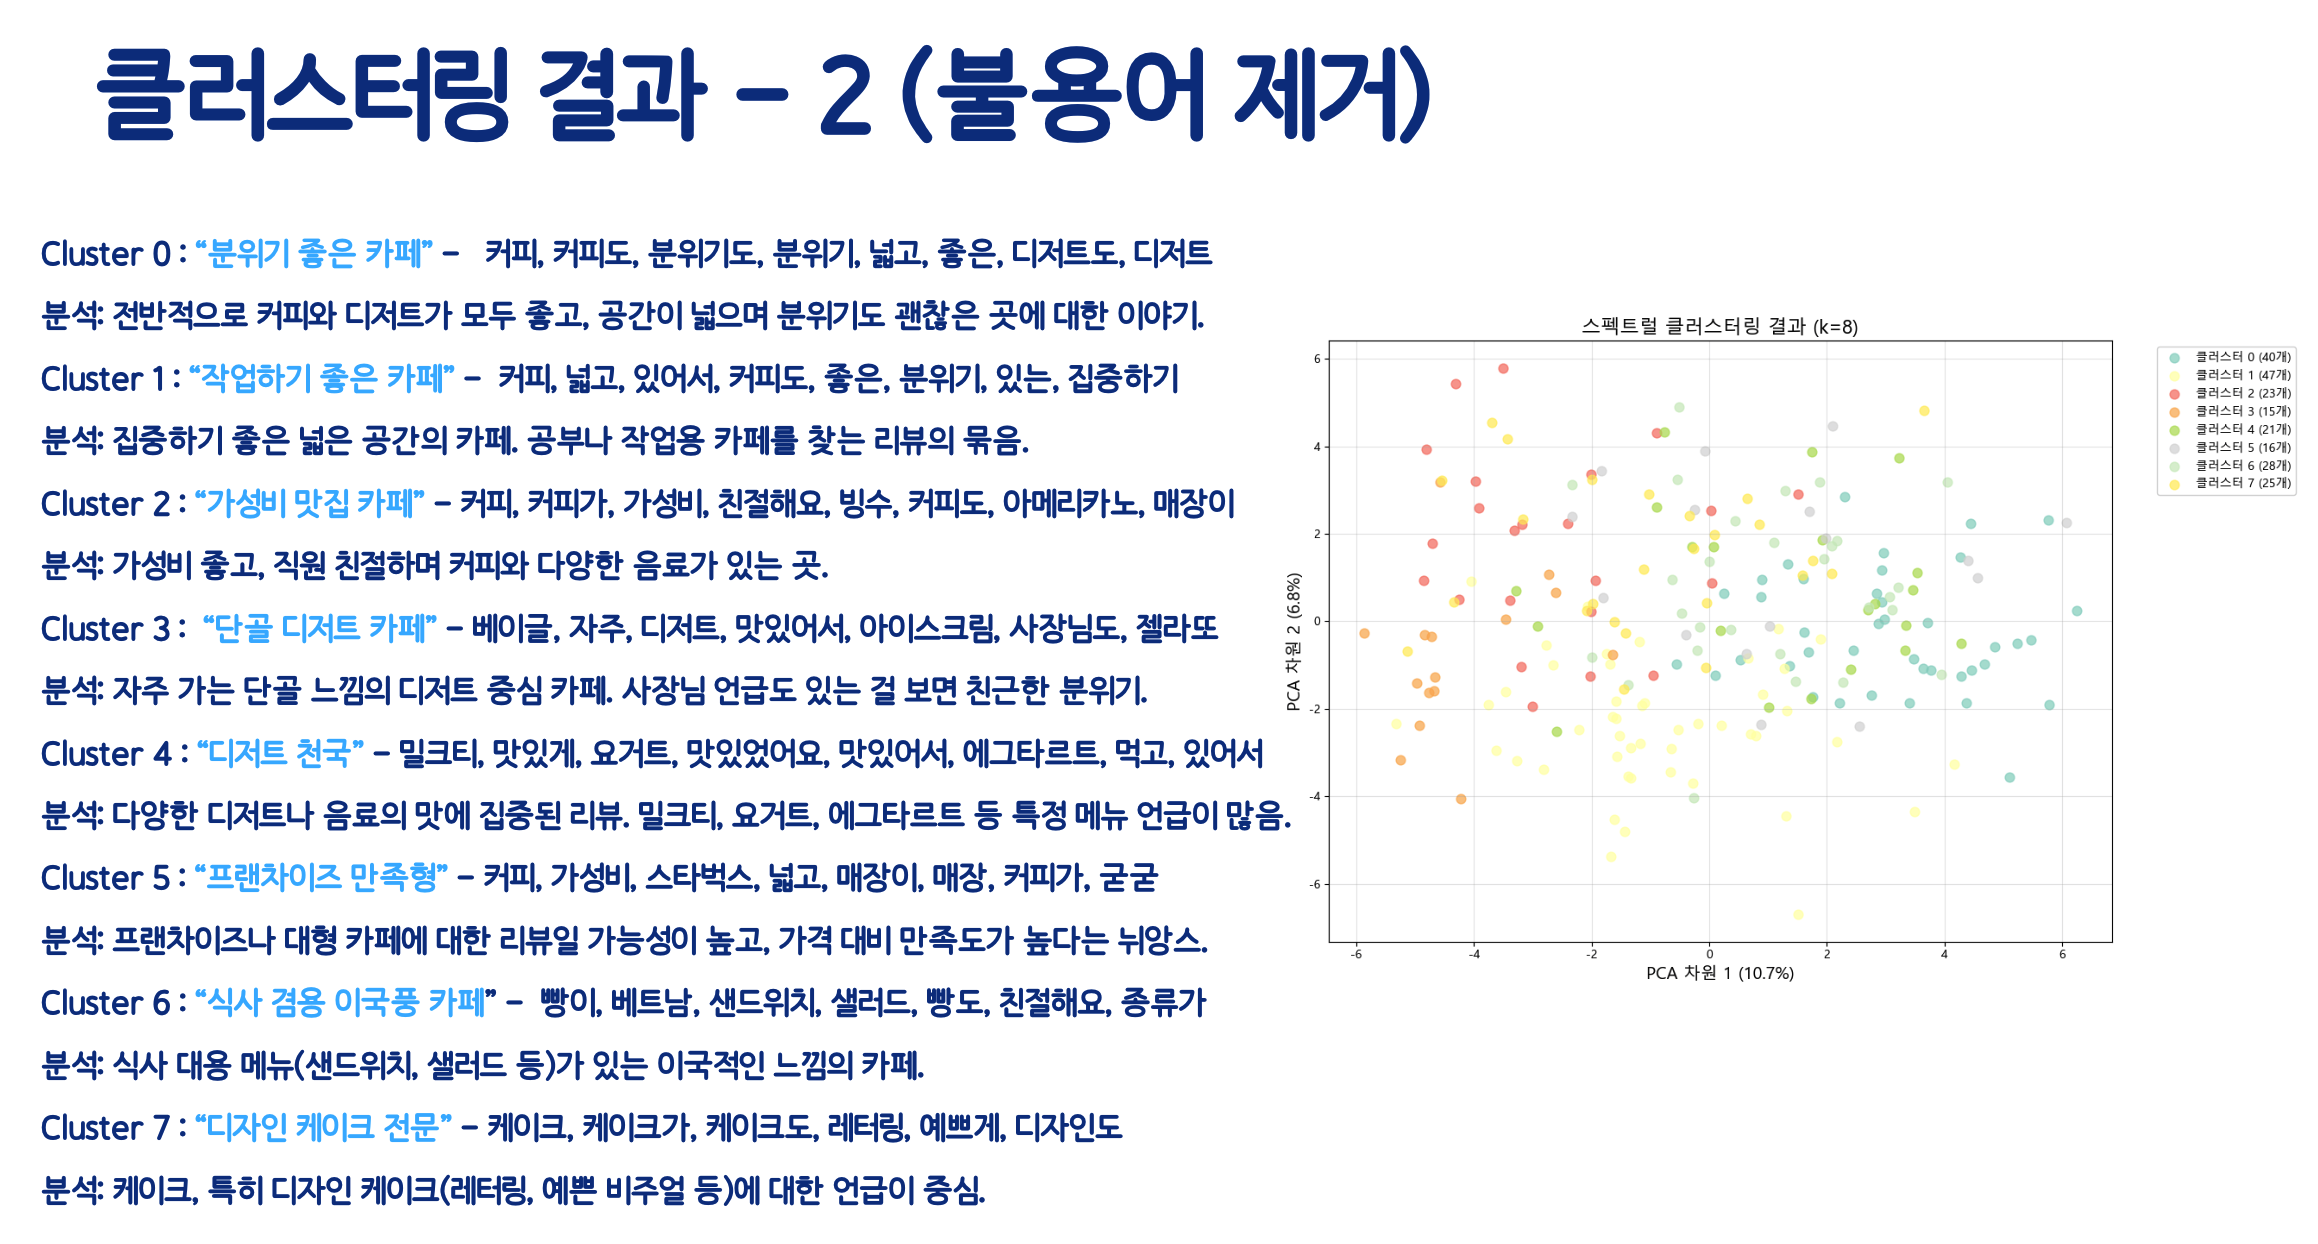 클러스터링 결과 - 2 (불용어 제거)
Cluster 0 : “분위기 좋은 카페” - 커피, 커피도, 분위기도, 분위기, 넓고, 좋은, 디저트도, 디저트
분석: 전반적으로 커피와 디저트가 모두 좋고, 공간이 넓으며 분위기도 괜찮은 곳에 대한 이야기.
Cluster 1 : “작업하기 좋은 카페” - 커피, 넓고, 있어서, 커피도, 좋은, 분위기, 있는, 집중하기
분석: 집중하기 좋은 넓은 공간의 카페. 공부나 작업용 카페를 찾는 리뷰의 묶음.
Cluster 2 : “가성비 맛집 카페” - 커피, 커피가, 가성비, 친절해요, 빙수, 커피도, 아메리카노, 매장이
분석: 가성비 좋고, 직원 친절하며 커피와 다양한 음료가 있는 곳.
Cluster 3 : “단골 디저트 카페” - 베이글, 자주, 디저트, 맛있어서, 아이스크림, 사장님도, 젤라또
분석: 자주 가는 단골 느낌의 디저트 중심 카페. 사장님 언급도 있는 걸 보면 친근한 분위기.
Cluster 4 : “디저트 천국” - 밀크티, 맛있게, 요거트, 맛있었어요, 맛있어서, 에그타르트, 먹고, 있어서
분석: 다양한 디저트나 음료의 맛에 집중된 리뷰. 밀크티, 요거트, 에그타르트 등 특정 메뉴 언급이 많음.
Cluster 5 : “프랜차이즈 만족형” - 커피, 가성비, 스타벅스, 넓고, 매장이, 매장, 커피가, 굳굳
분석: 프랜차이즈나 대형 카페에 대한 리뷰일 가능성이 높고, 가격 대비 만족도가 높다는 뉘앙스.
Cluster 6 : “식사 겸용 이국풍 카페” - 빵이, 베트남, 샌드위치, 샐러드, 빵도, 친절해요, 종류가
분석: 식사 대용 메뉴(샌드위치, 샐러드 등)가 있는 이국적인 느낌의 카페.
Cluster 7 : “디자인 케이크 전문” - 케이크, 케이크가, 케이크도, 레터링, 예쁘게, 디자인도
분석: 케이크, 특히 디자인 케이크(레터링, 예쁜 비주얼 등)에 대한 언급이 중심.
스펙트럴 클러스터링 결과 (k=8)
6
4
2
0
-2
-4
-6
PCA 차원 2 (6.8%)
-6 -4 -2 0 2 4 6
PCA 차원 1 (10.7%)
클러스터 0 (40개)
클러스터 1 (47개)
클러스터 2 (23개)
클러스터 3 (15개)
클러스터 4 (21개)
클러스터 5 (16개)
클러스터 6 (28개)
클러스터 7 (25개)